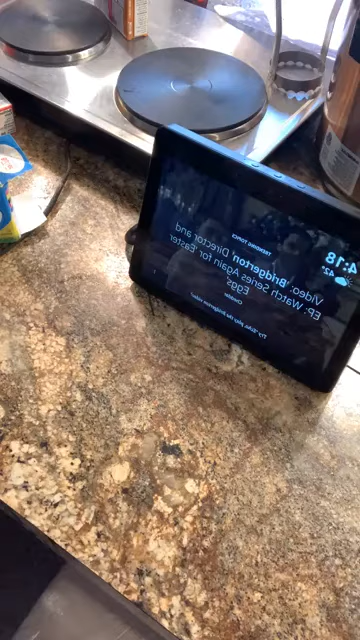 4:18
42°
TRENDING TOPICS
Video: 'Bridgerton' Director and
EP: Watch Series Again for Easter
Eggs
Cheddar
Try "Alexa, play the Bridgerton video"